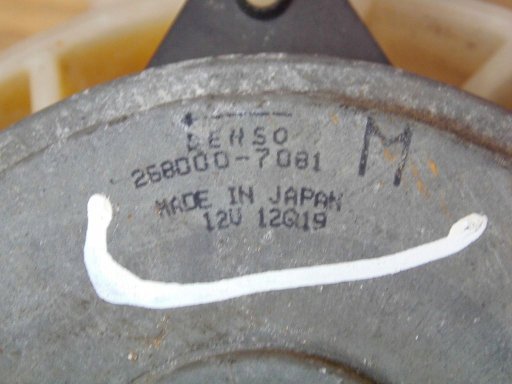 DENSO
268000-7081
M
MADE IN JAPAN
12V 12G19